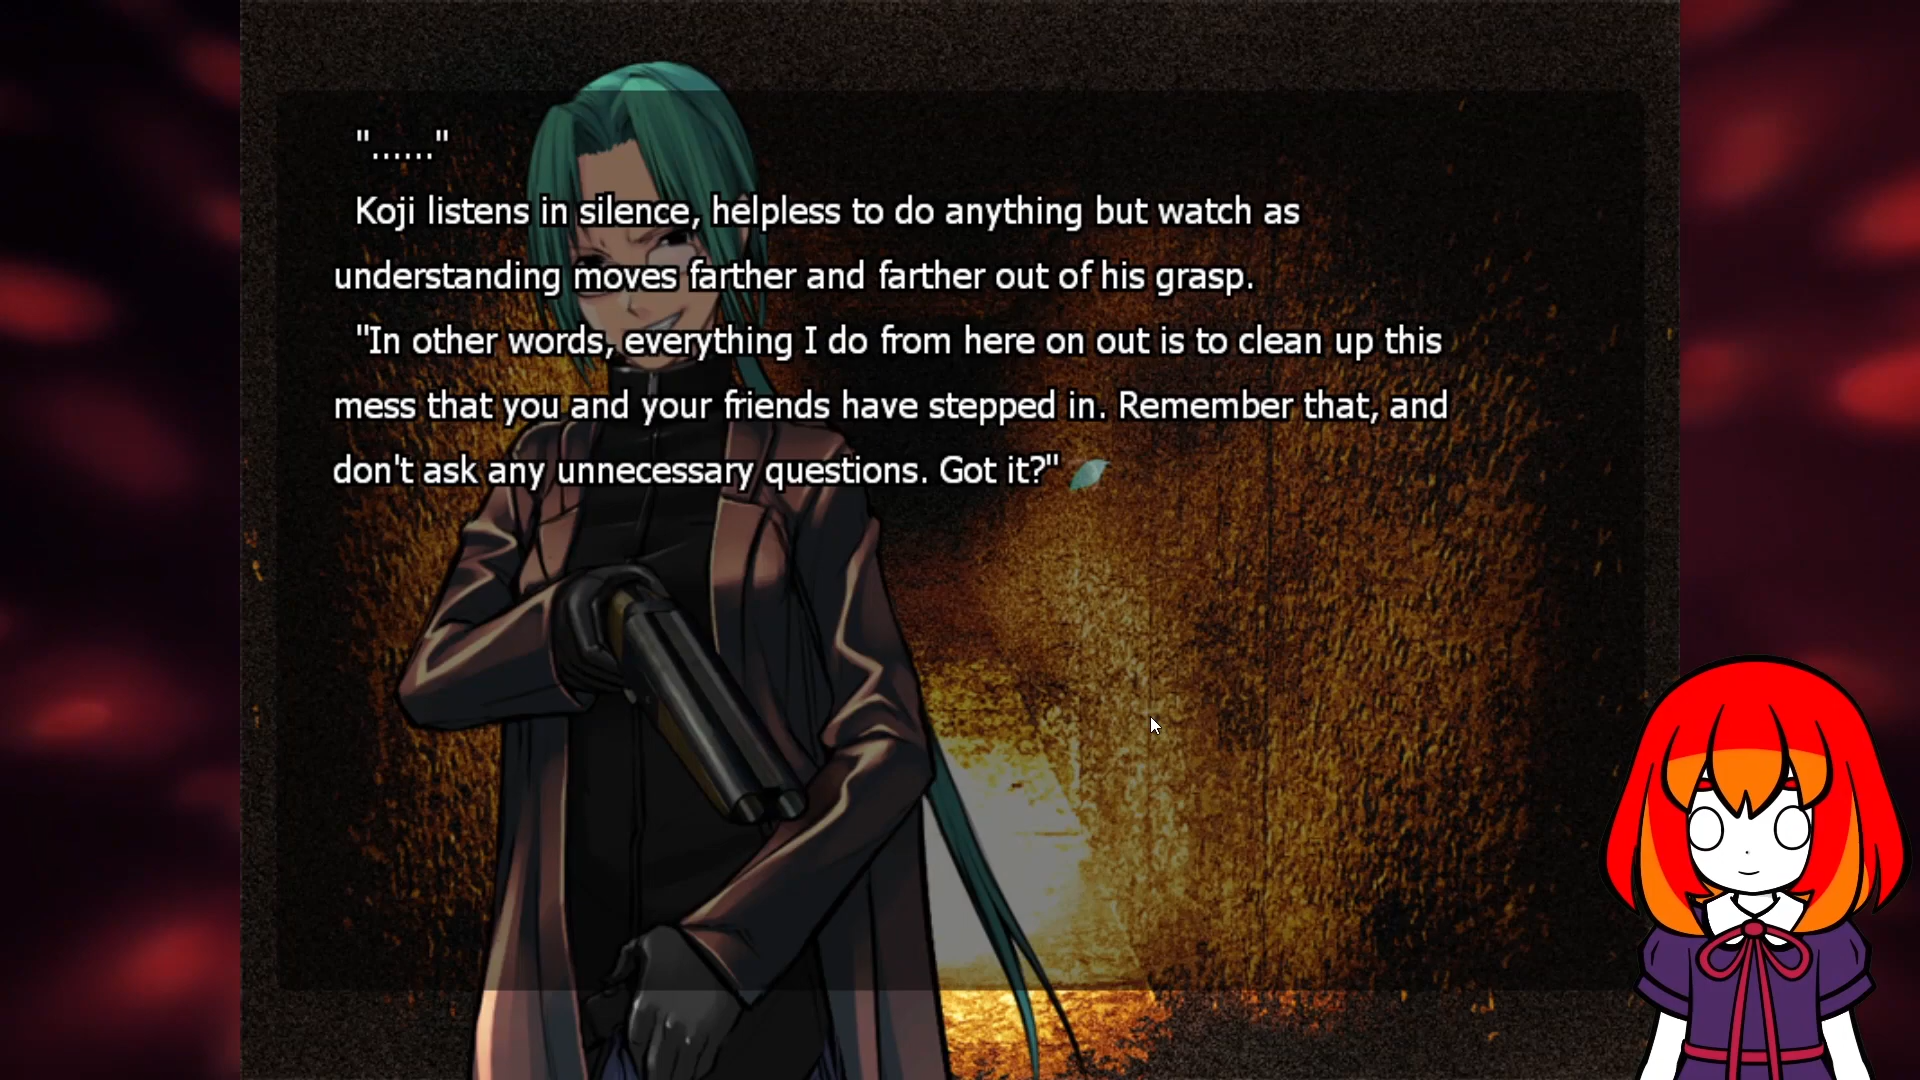 "......"
Koji listens in silence, helpless to do anything but watch as
understanding moves farther and farther out of his grasp.
"In other words, everything I do from here on out is to clean up this
mess that you and your friends have stepped in. Remember that, and
don't ask any unnecessary questions. Got it?"